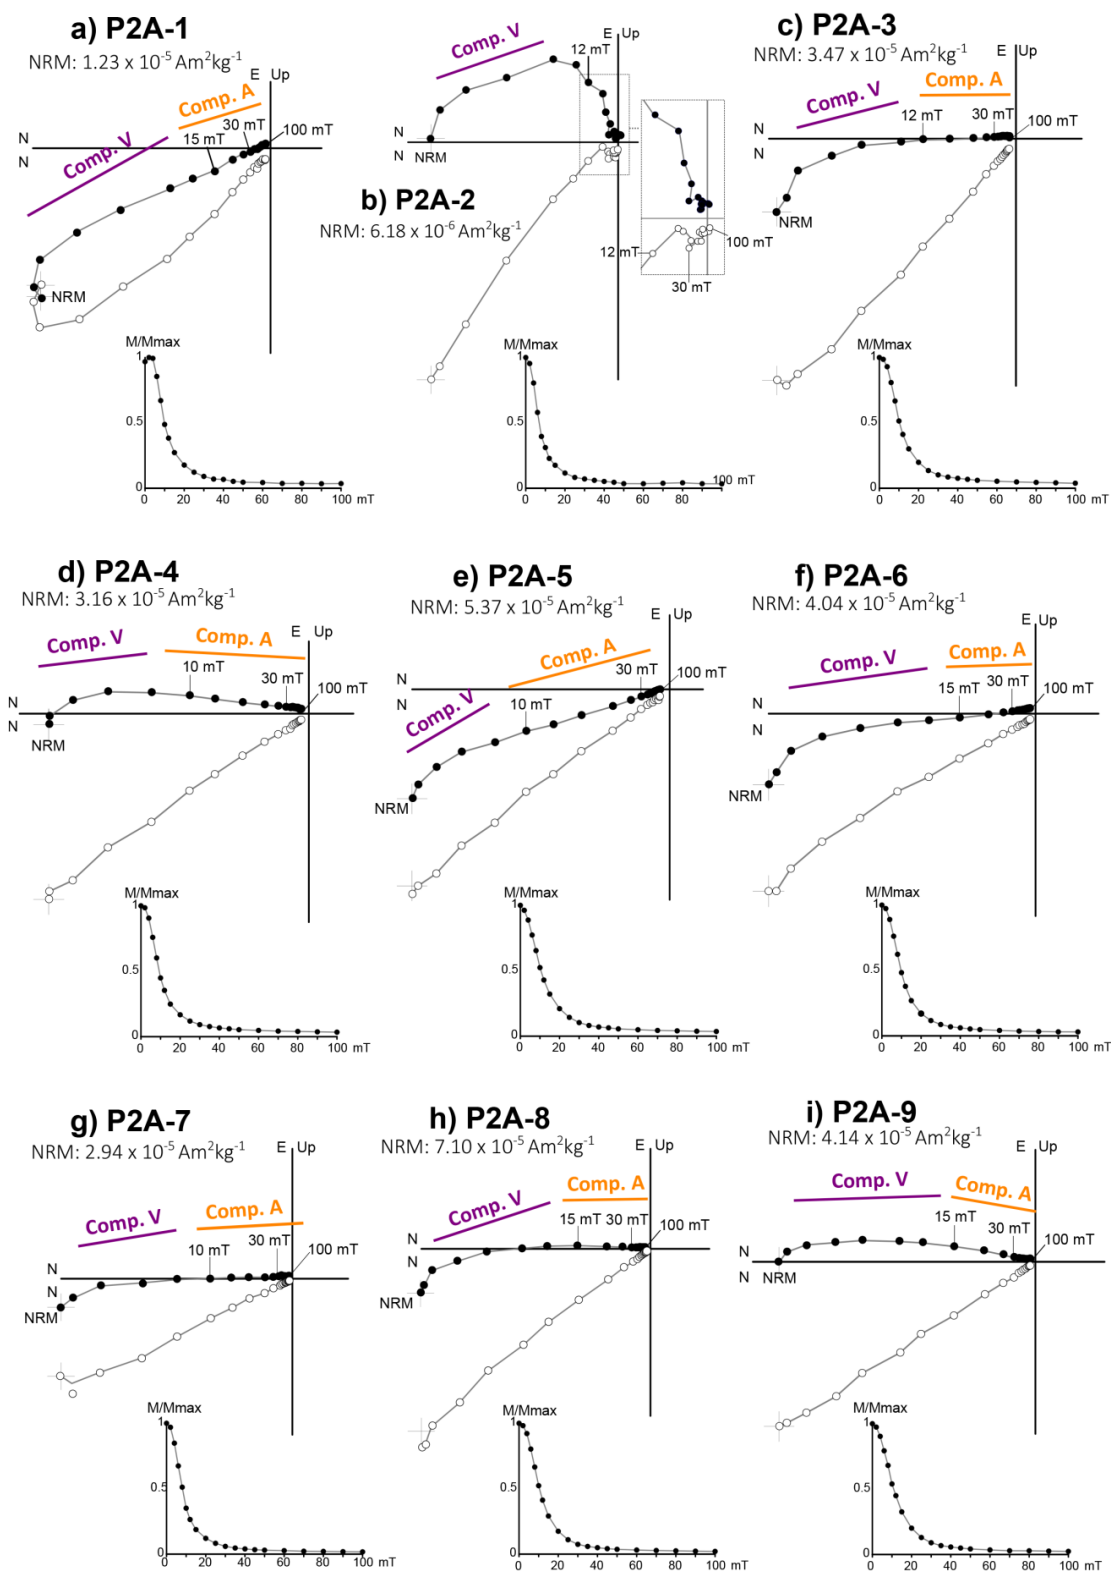 a) P2A-1
NRM: 1.23 x 10⁻⁵ Am²kg⁻¹
E Up
Comp. A
Comp. V
30 mT
100 mT
15 mT
N
N
NRM
M/Mmax
1
0.5
0 20 40 60 80 100 mT
Comp. V
E Up
12 mT
N
N
NRM
b) P2A-2
NRM: 6.18 x 10⁻⁶ Am²kg⁻¹
12 mT
100 mT
30 mT
M/Mmax
1
0.5
100 mT
0 20 40 60 80
c) P2A-3
NRM: 3.47 x 10⁻⁵ Am²kg⁻¹
E Up
Comp. V
Comp. A
12 mT
30 mT
100 mT
N
N
NRM
M/Mmax
1
0.5
0 20 40 60 80 100 mT
d) P2A-4
NRM: 3.16 x 10⁻⁵ Am²kg⁻¹
E Up
Comp. V
Comp. A
10 mT
30 mT
100 mT
N
N
NRM
M/Mmax
1
0.5
0
0 20 40 60 80 100 mT
e) P2A-5
NRM: 5.37 x 10⁻⁵ Am²kg⁻¹
E Up
Comp. A
30 mT
100 mT
N
N
Comp. V
10 mT
NRM
M/Mmax
1
0.5
0
0 20 40 60 80 100 mT
f) P2A-6
NRM: 4.04 x 10⁻⁵ Am²kg⁻¹
E Up
Comp. V
Comp. A
15 mT
30 mT
100 mT
N
N
NRM
M/Mmax
1
0.5
0
0 20 40 60 80 100 mT
g) P2A-7
NRM: 2.94 x 10⁻⁵ Am²kg⁻¹
E Up
Comp. V
Comp. A
10 mT
30 mT
100 mT
N
N
NRM
M/Mmax
1
0.5
0
0 20 40 60 80 100 mT
h) P2A-8
NRM: 7.10 x 10⁻⁵ Am²kg⁻¹
E Up
Comp. V
Comp. A
15 mT
30 mT
100 mT
N
N
NRM
M/Mmax
1
0.5
0
0 20 40 60 80 100 mT
i) P2A-9
NRM: 4.14 x 10⁻⁵ Am²kg⁻¹
E Up
Comp. V
Comp. A
15 mT
30 mT
100 mT
N
N
NRM
M/Mmax
1
0.5
0
0 20 40 60 80 100 mT